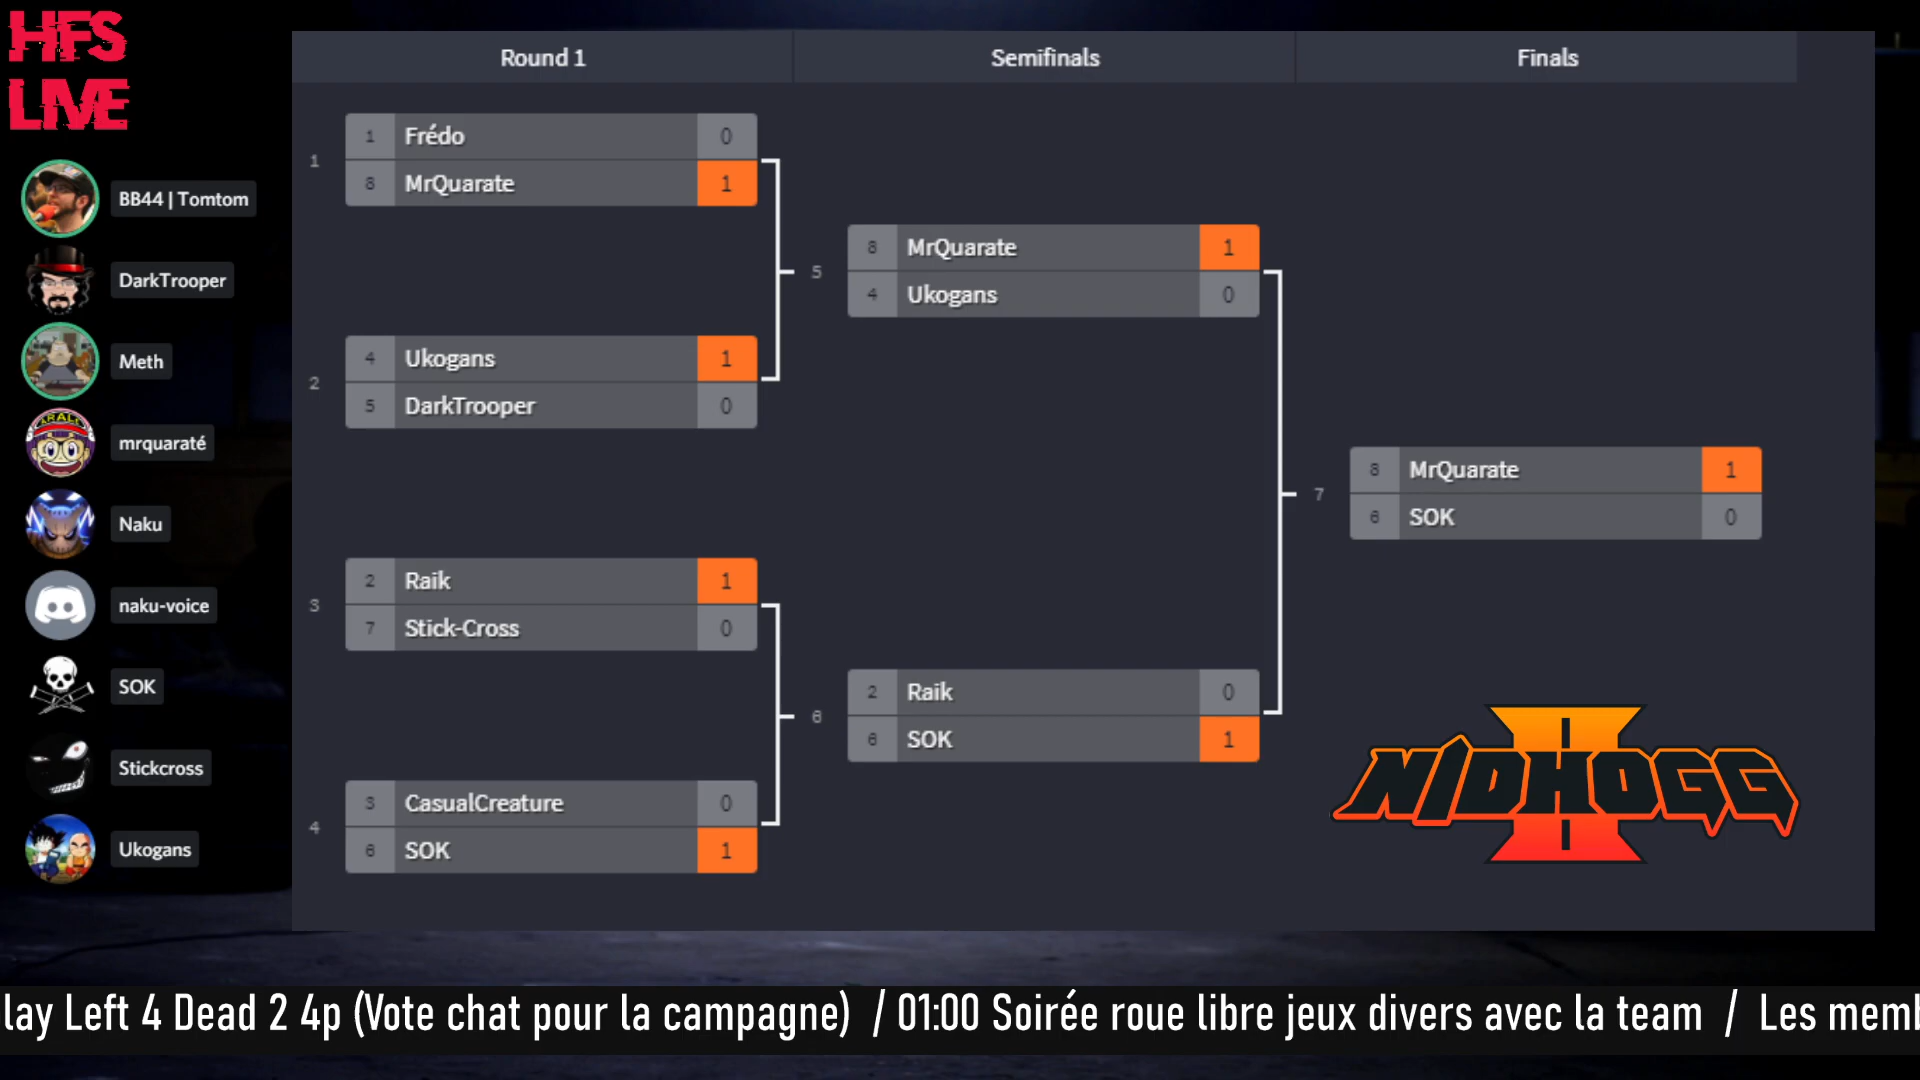 HFS
LIVE
BB44 | Tomtom
DarkTrooper
Meth
mrquaraté
Naku
naku-voice
SOK
Stickcross
Ukogans
Round 1
Semifinals
Finals
1
1 Frédo 0
8 MrQuarate 1
2
4 Ukogans 1
5 DarkTrooper 0
3
2 Raik 1
7 Stick-Cross 0
4
3 CasualCreature 0
6 SOK 1
5
8 MrQuarate 1
4 Ukogans 0
6
2 Raik 0
6 SOK 1
7
8 MrQuarate 1
6 SOK 0
NIDHOGG
II
lay Left 4 Dead 2 4p (Vote chat pour la campagne) / 01:00 Soirée roue libre jeux divers avec la team / Les memb